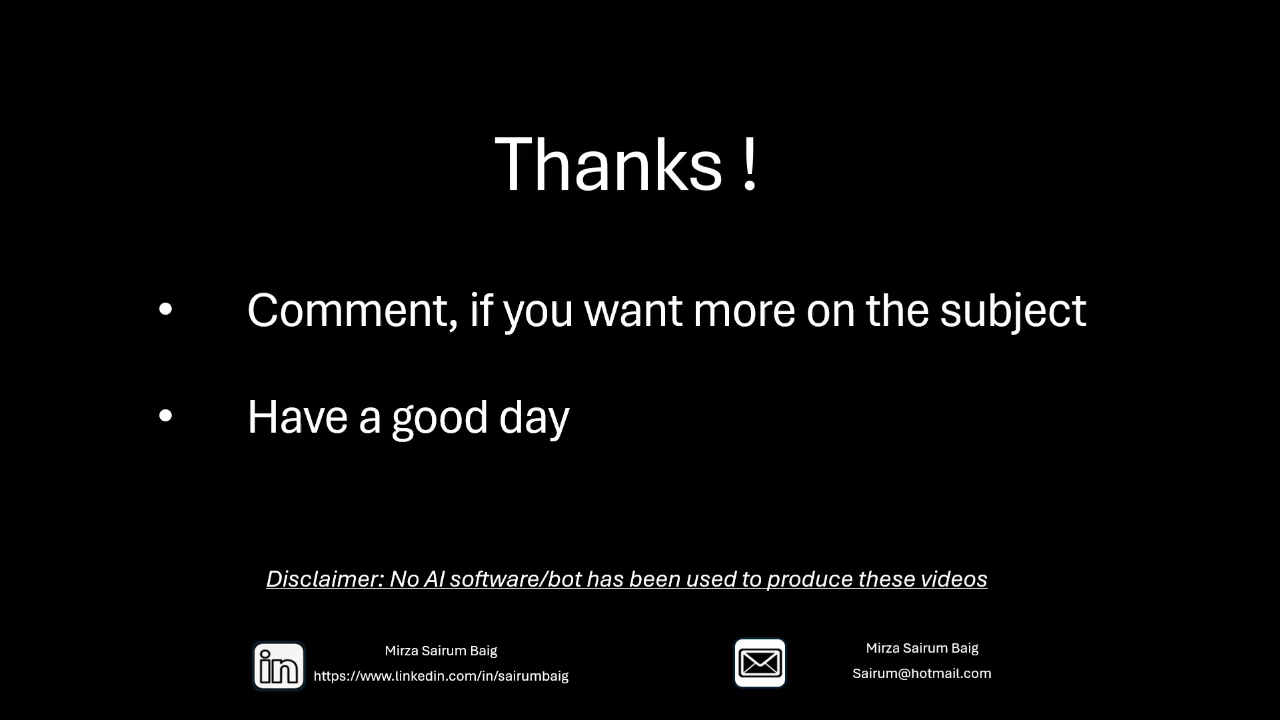 Thanks !
• Comment, if you want more on the subject
• Have a good day
Disclaimer: No AI software/bot has been used to produce these videos
in
Mirza Sairum Baig
https://www.linkedin.com/in/sairumbaig
Mirza Sairum Baig
Sairum@hotmail.com